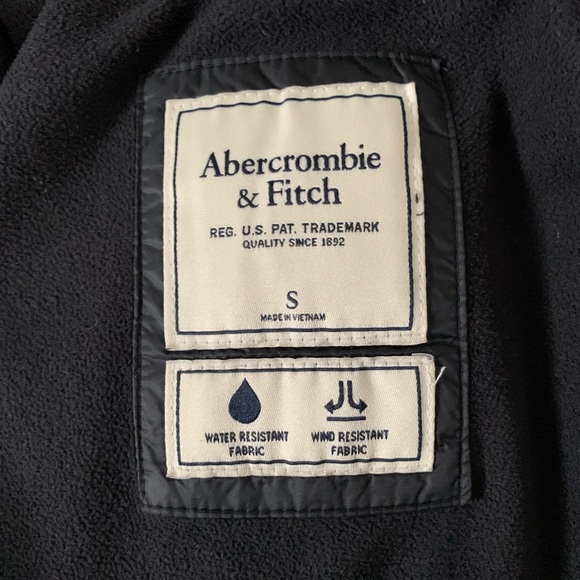 Abercrombie
& Fitch
REG. U.S. PAT. TRADEMARK
QUALITY SINCE 1892
S
MADE IN VIETNAM
WATER RESISTANT
FABRIC
WIND RESISTANT
FABRIC